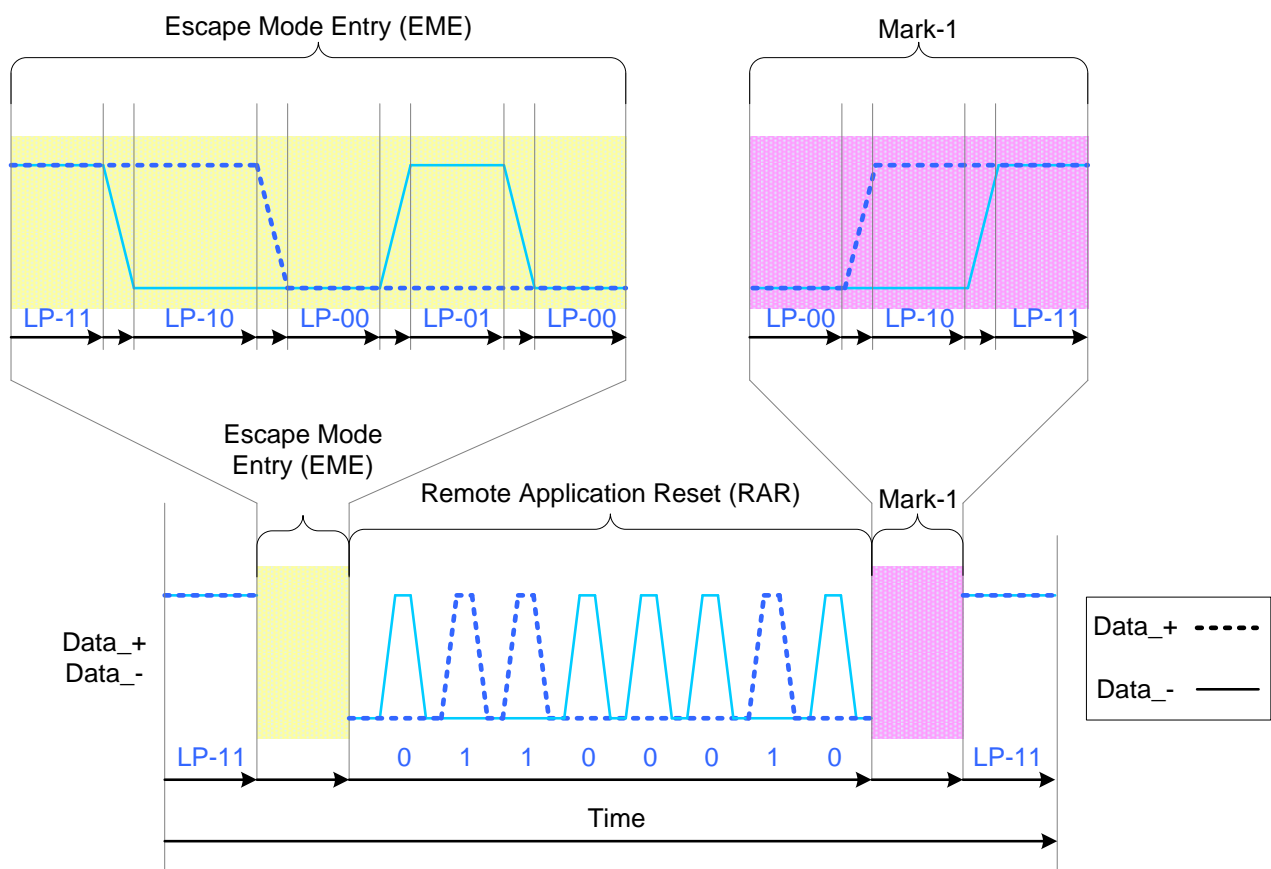 Escape Mode Entry (EME)
Mark-1
LP-11 LP-10 LP-00 LP-01 LP-00
LP-00 LP-10 LP-11
Escape Mode
Entry (EME)
Remote Application Reset (RAR)
Mark-1
Data_+
Data_-
Data_+
Data_-
LP-11 0 1 1 0 0 0 1 0 LP-11
Time